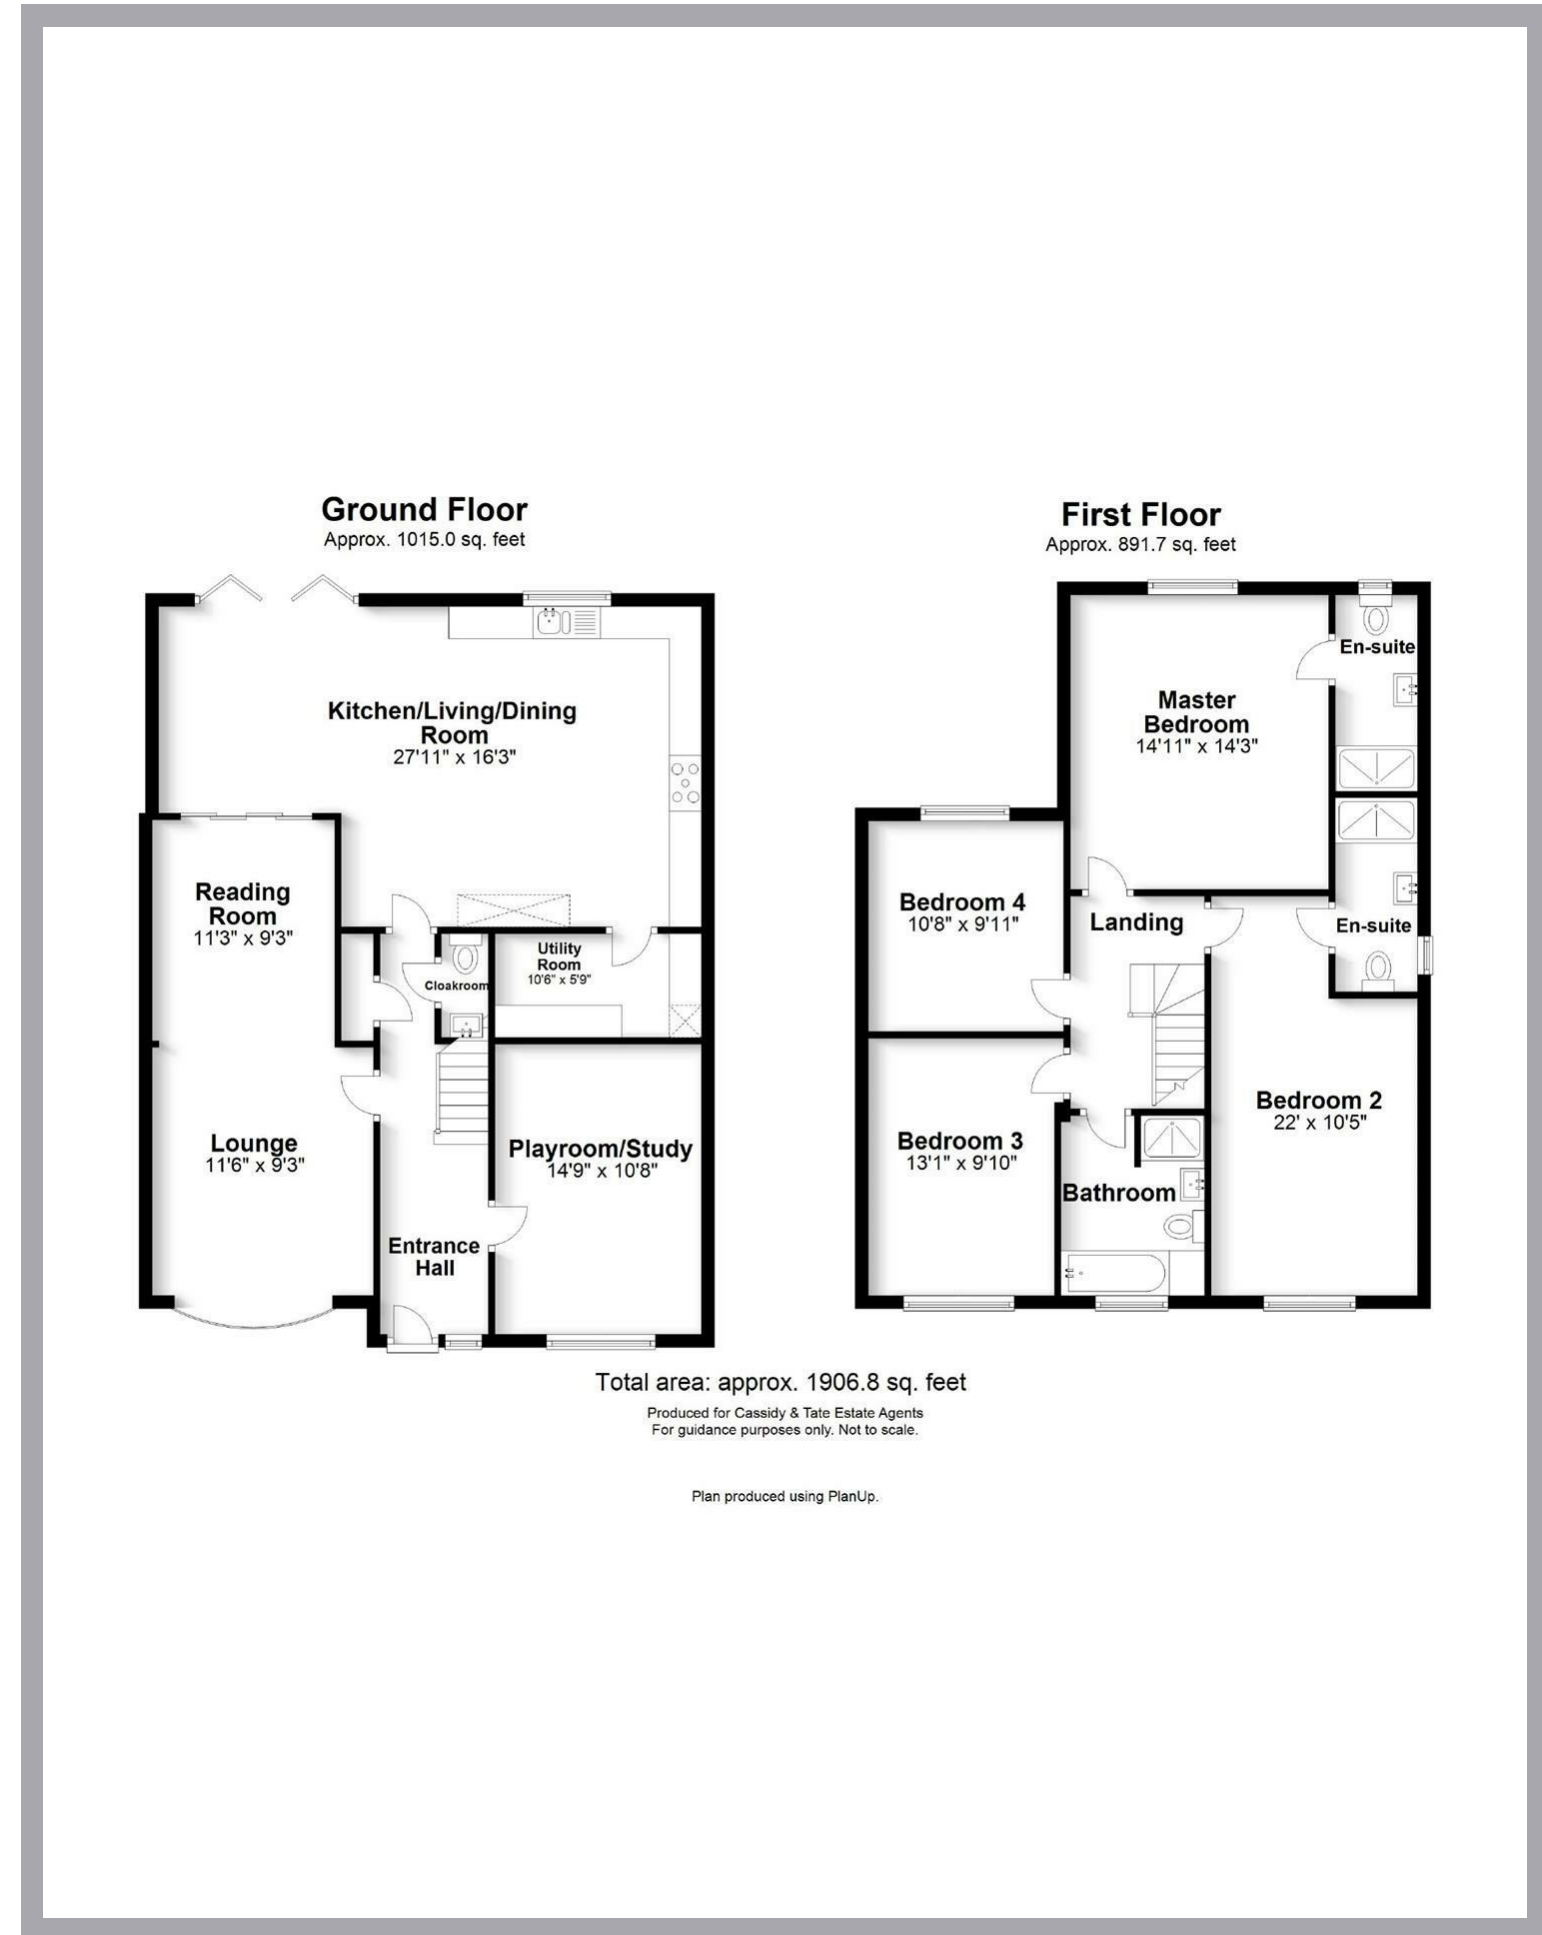 Ground Floor
Approx. 1015.0 sq. feet
Kitchen/Living/Dining
Room
27'11" x 16'3"
Reading
Room
11'3" x 9'3"
Utility
Room
10'6" x 5'9"
Cloakroom
Lounge
11'6" x 9'3"
Playroom/Study
14'9" x 10'8"
Entrance
Hall
First Floor
Approx. 891.7 sq. feet
En-suite
Master
Bedroom
14'11" x 14'3"
Bedroom 4
10'8" x 9'11"
Landing
En-suite
Bedroom 2
22' x 10'5"
Bedroom 3
13'1" x 9'10"
Bathroom
Total area: approx. 1906.8 sq. feet
Produced for Cassidy & Tate Estate Agents
For guidance purposes only. Not to scale.
Plan produced using PlanUp.